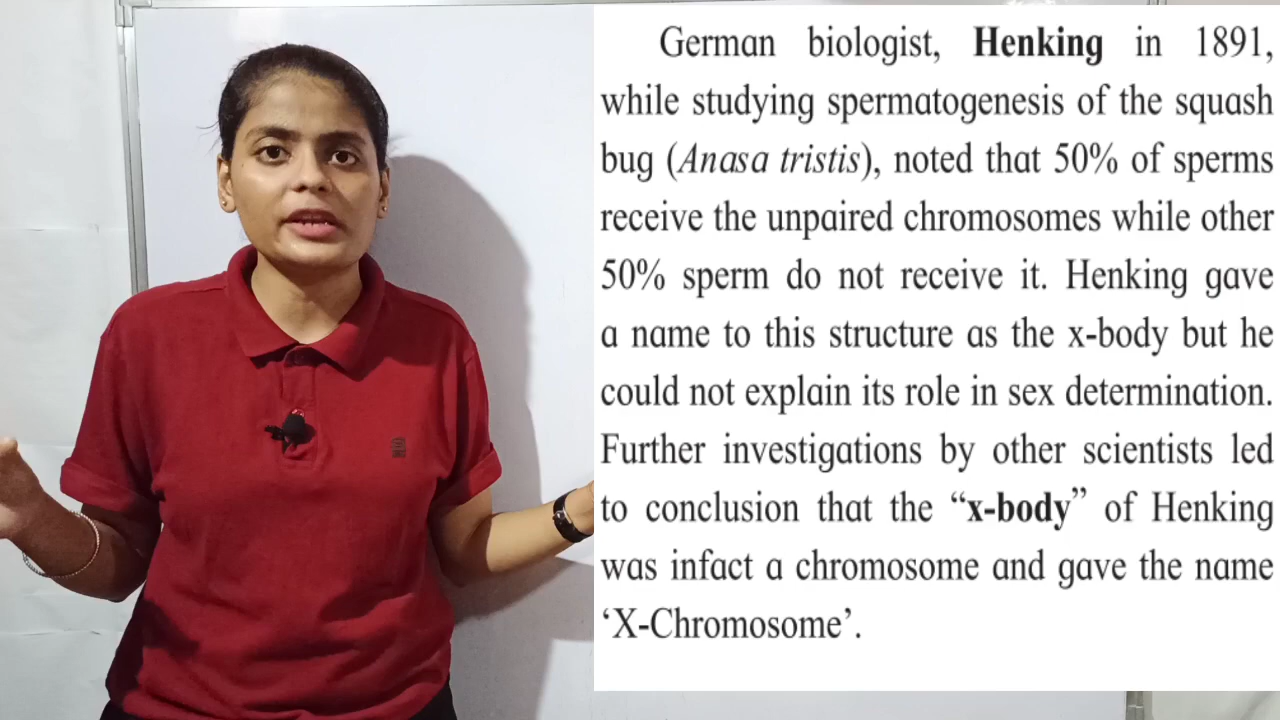 German biologist, Henking in 1891,
while studying spermatogenesis of the squash
bug (Anasa tristis), noted that 50% of sperms
receive the unpaired chromosomes while other
50% sperm do not receive it. Henking gave
a name to this structure as the x-body but he
could not explain its role in sex determination.
Further investigations by other scientists led
to conclusion that the “x-body” of Henking
was infact a chromosome and gave the name
‘X-Chromosome’.